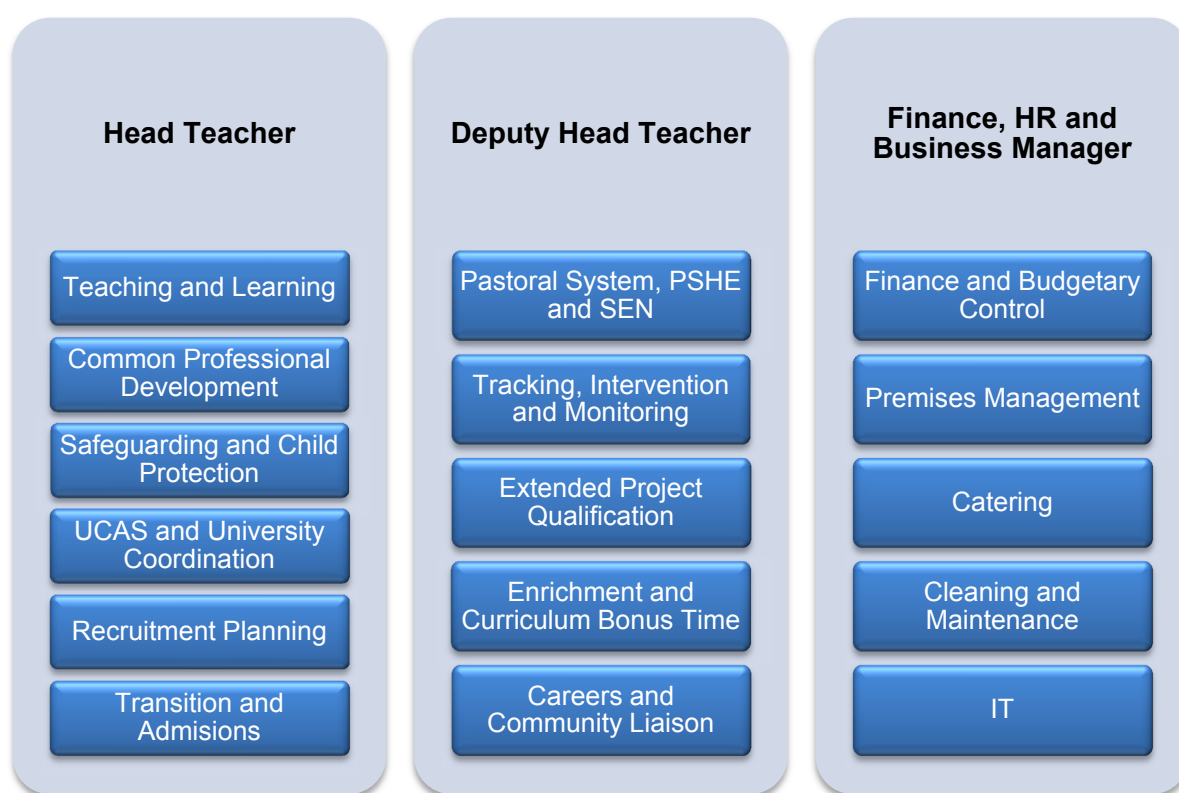 Head Teacher
Teaching and Learning
Common Professional
Development
Safeguarding and Child
Protection
UCAS and University
Coordination
Recruitment Planning
Transition and
Admisions
Deputy Head Teacher
Pastoral System, PSHE
and SEN
Tracking, Intervention
and Monitoring
Extended Project
Qualification
Enrichment and
Curriculum Bonus Time
Careers and
Community Liaison
Finance, HR and
Business Manager
Finance and Budgetary
Control
Premises Management
Catering
Cleaning and
Maintenance
IT